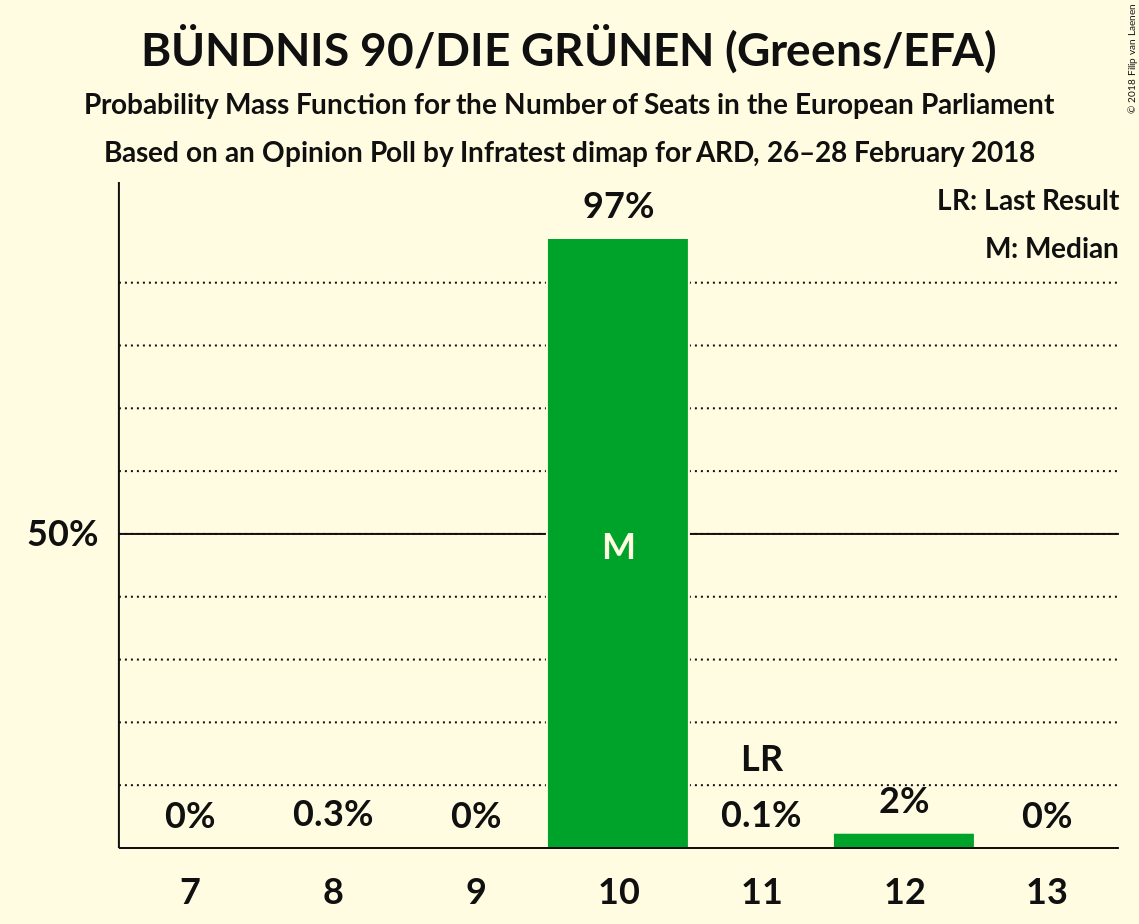 BÜNDNIS 90/DIE GRÜNEN (Greens/EFA)
Probability Mass Function for the Number of Seats in the European Parliament
Based on an Opinion Poll by Infratest dimap for ARD, 26–28 February 2018
© 2018 Filip van Laenen
LR: Last Result
M: Median
97%
50%
M
LR
0% 0.3% 0% 0.1% 2% 0%
7 8 9 10 11 12 13